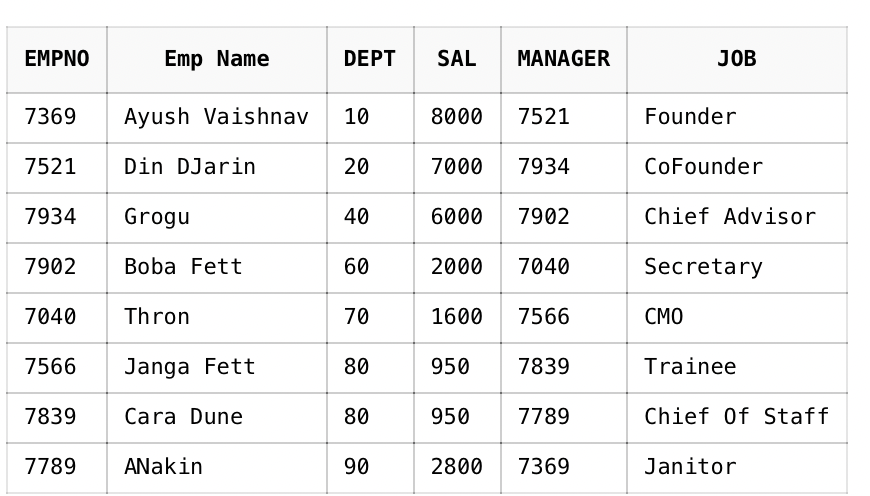 EMPNO Emp Name DEPT SAL MANAGER JOB
7369 Ayush Vaishnav 10 8000 7521 Founder
7521 Din DJarin 20 7000 7934 CoFounder
7934 Grogu 40 6000 7902 Chief Advisor
7902 Boba Fett 60 2000 7040 Secretary
7040 Thron 70 1600 7566 CMO
7566 Janga Fett 80 950 7839 Trainee
7839 Cara Dune 80 950 7789 Chief Of Staff
7789 ANakin 90 2800 7369 Janitor